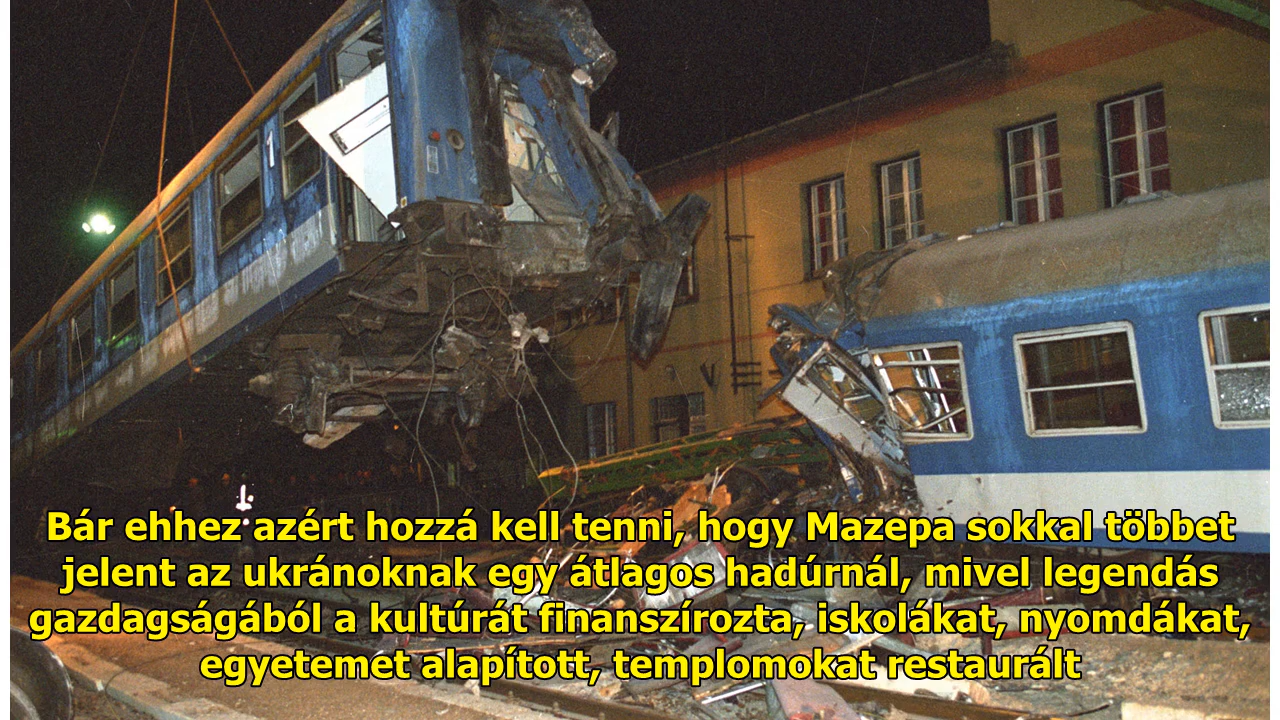 1
Bár ehhez azért hozzá kell tenni, hogy Mazepa sokkal többet
jelent az ukránoknak egy átlagos hadúrnál, mivel legendás
gazdagságából a kultúrát finanszírozta, iskolákat, nyomdákat,
egyetemet alapított, templomokat restaurált